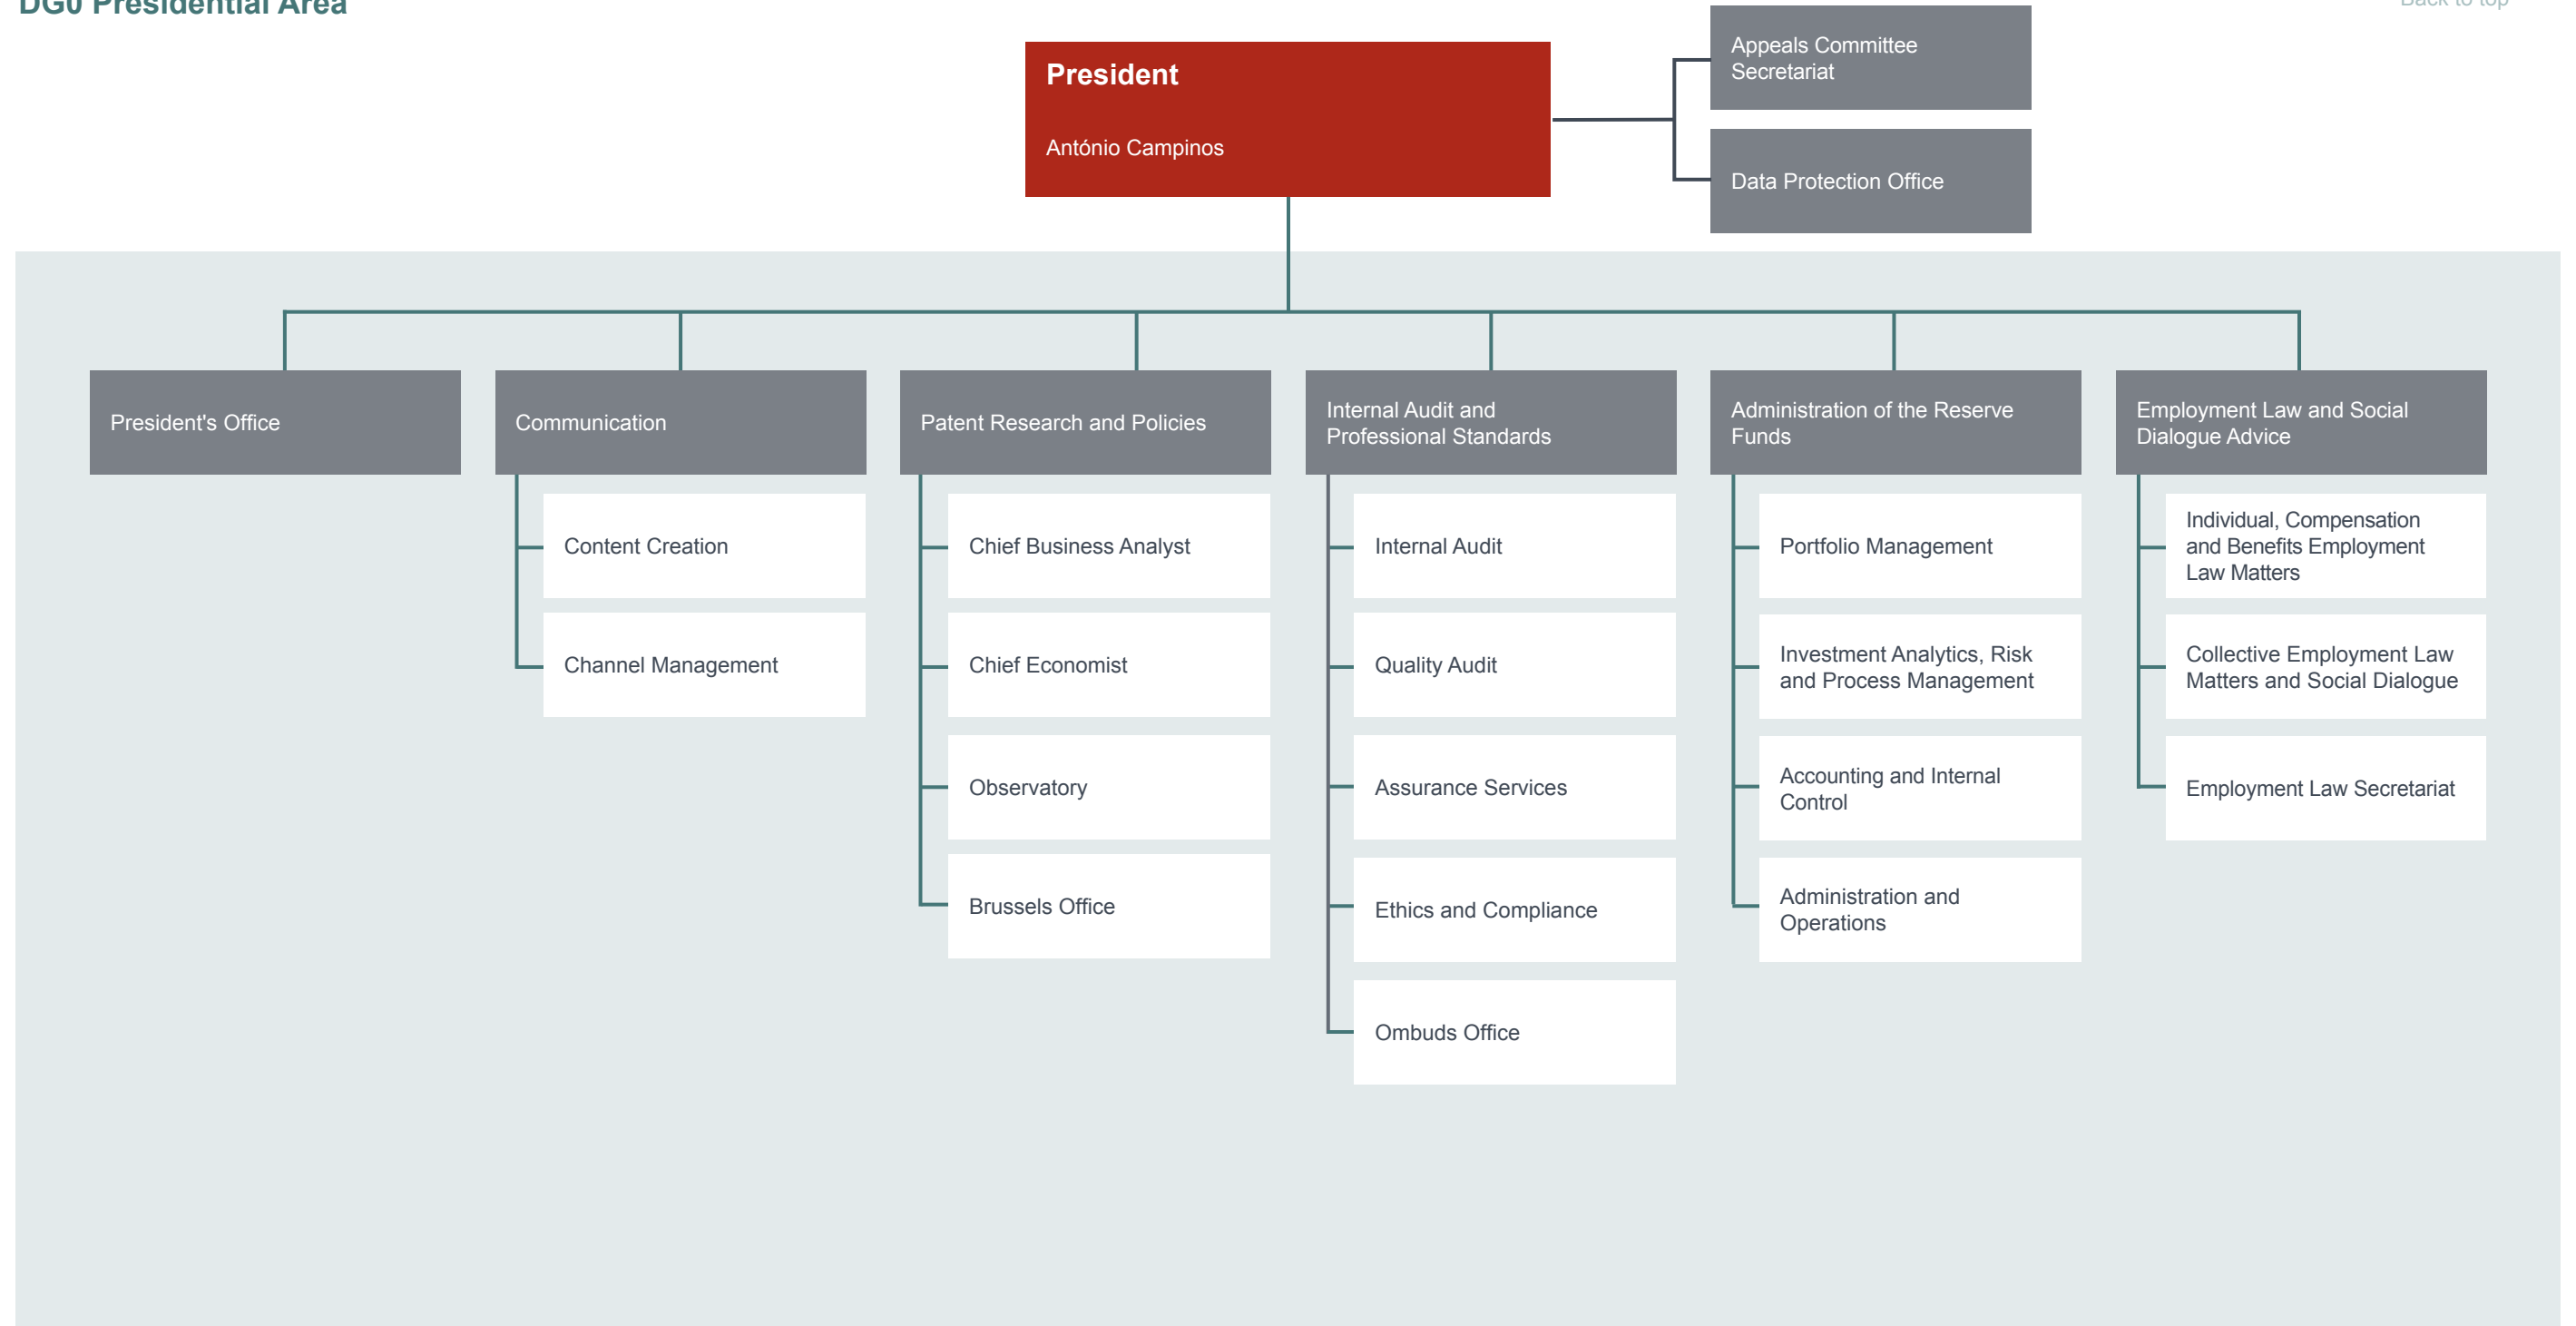 DG0 Presidential Area
Back to top
President
António Campinos
Appeals Committee
Secretariat
Data Protection Office
President's Office
Communication
Content Creation
Channel Management
Patent Research and Policies
Chief Business Analyst
Chief Economist
Observatory
Brussels Office
Internal Audit and
Professional Standards
Internal Audit
Quality Audit
Assurance Services
Ethics and Compliance
Ombuds Office
Administration of the Reserve
Funds
Portfolio Management
Investment Analytics, Risk
and Process Management
Accounting and Internal
Control
Administration and
Operations
Employment Law and Social
Dialogue Advice
Individual, Compensation
and Benefits Employment
Law Matters
Collective Employment Law
Matters and Social Dialogue
Employment Law Secretariat